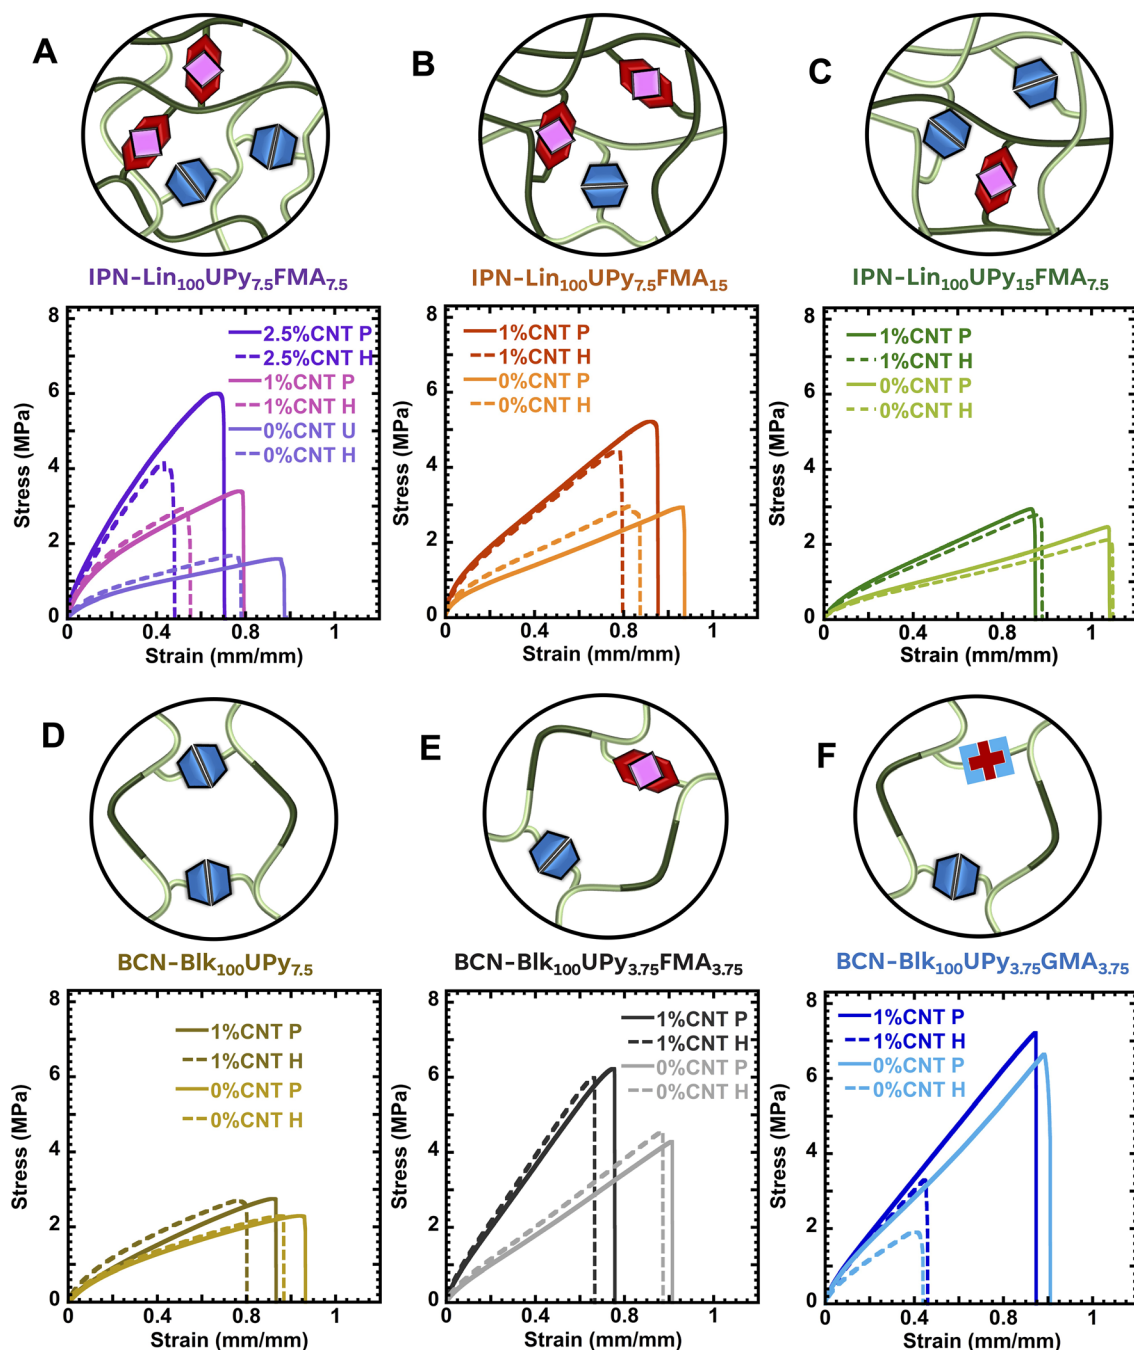 A
B
C
IPN-Lin₁₀₀UPy₇.₅FMA₇.₅
IPN-Lin₁₀₀UPy₇.₅FMA₁₅
IPN-Lin₁₀₀UPy₁₅FMA₇.₅
8
6
4
2
0
Stress (MPa)
2.5%CNT P
2.5%CNT H
1%CNT P
1%CNT H
0%CNT U
0%CNT H
0 0.4 0.8 1
Strain (mm/mm)
8
6
4
2
0
Stress (MPa)
1%CNT P
1%CNT H
0%CNT P
0%CNT H
0 0.4 0.8 1
Strain (mm/mm)
8
6
4
2
0
Stress (MPa)
1%CNT P
1%CNT H
0%CNT P
0%CNT H
0 0.4 0.8 1
Strain (mm/mm)
D
E
F
BCN-Blk₁₀₀UPy₇.₅
BCN-Blk₁₀₀UPy₃.₇₅FMA₃.₇₅
BCN-Blk₁₀₀UPy₃.₇₅GMA₃.₇₅
8
6
4
2
0
Stress (MPa)
1%CNT P
1%CNT H
0%CNT P
0%CNT H
0 0.4 0.8 1
Strain (mm/mm)
8
6
4
2
0
Stress (MPa)
1%CNT P
1%CNT H
0%CNT P
0%CNT H
0 0.4 0.8 1
Strain (mm/mm)
8
6
4
2
0
Stress (MPa)
1%CNT P
1%CNT H
0%CNT P
0%CNT H
0 0.4 0.8 1
Strain (mm/mm)